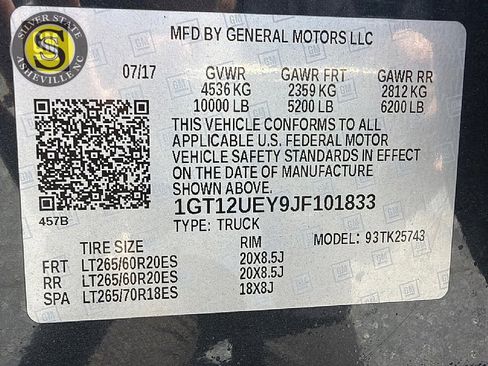 SILVER STATE
S
ASHEVILLE NC
MFD BY GENERAL MOTORS LLC
07/17 GVWR GAWR FRT GAWR RR
4536 KG 2359 KG 2812 KG
10000 LB 5200 LB 6200 LB
THIS VEHICLE CONFORMS TO ALL
APPLICABLE U.S. FEDERAL MOTOR
VEHICLE SAFETY STANDARDS IN EFFECT
ON THE DATE OF MANUFACTURE
1GT12UEY9JF101833
457B TYPE: TRUCK
TIRE SIZE RIM MODEL: 93TK25743
FRT LT265/60R20ES 20X8.5J
RR LT265/60R20ES 20X8.5J
SPA LT265/70R18ES 18X8J